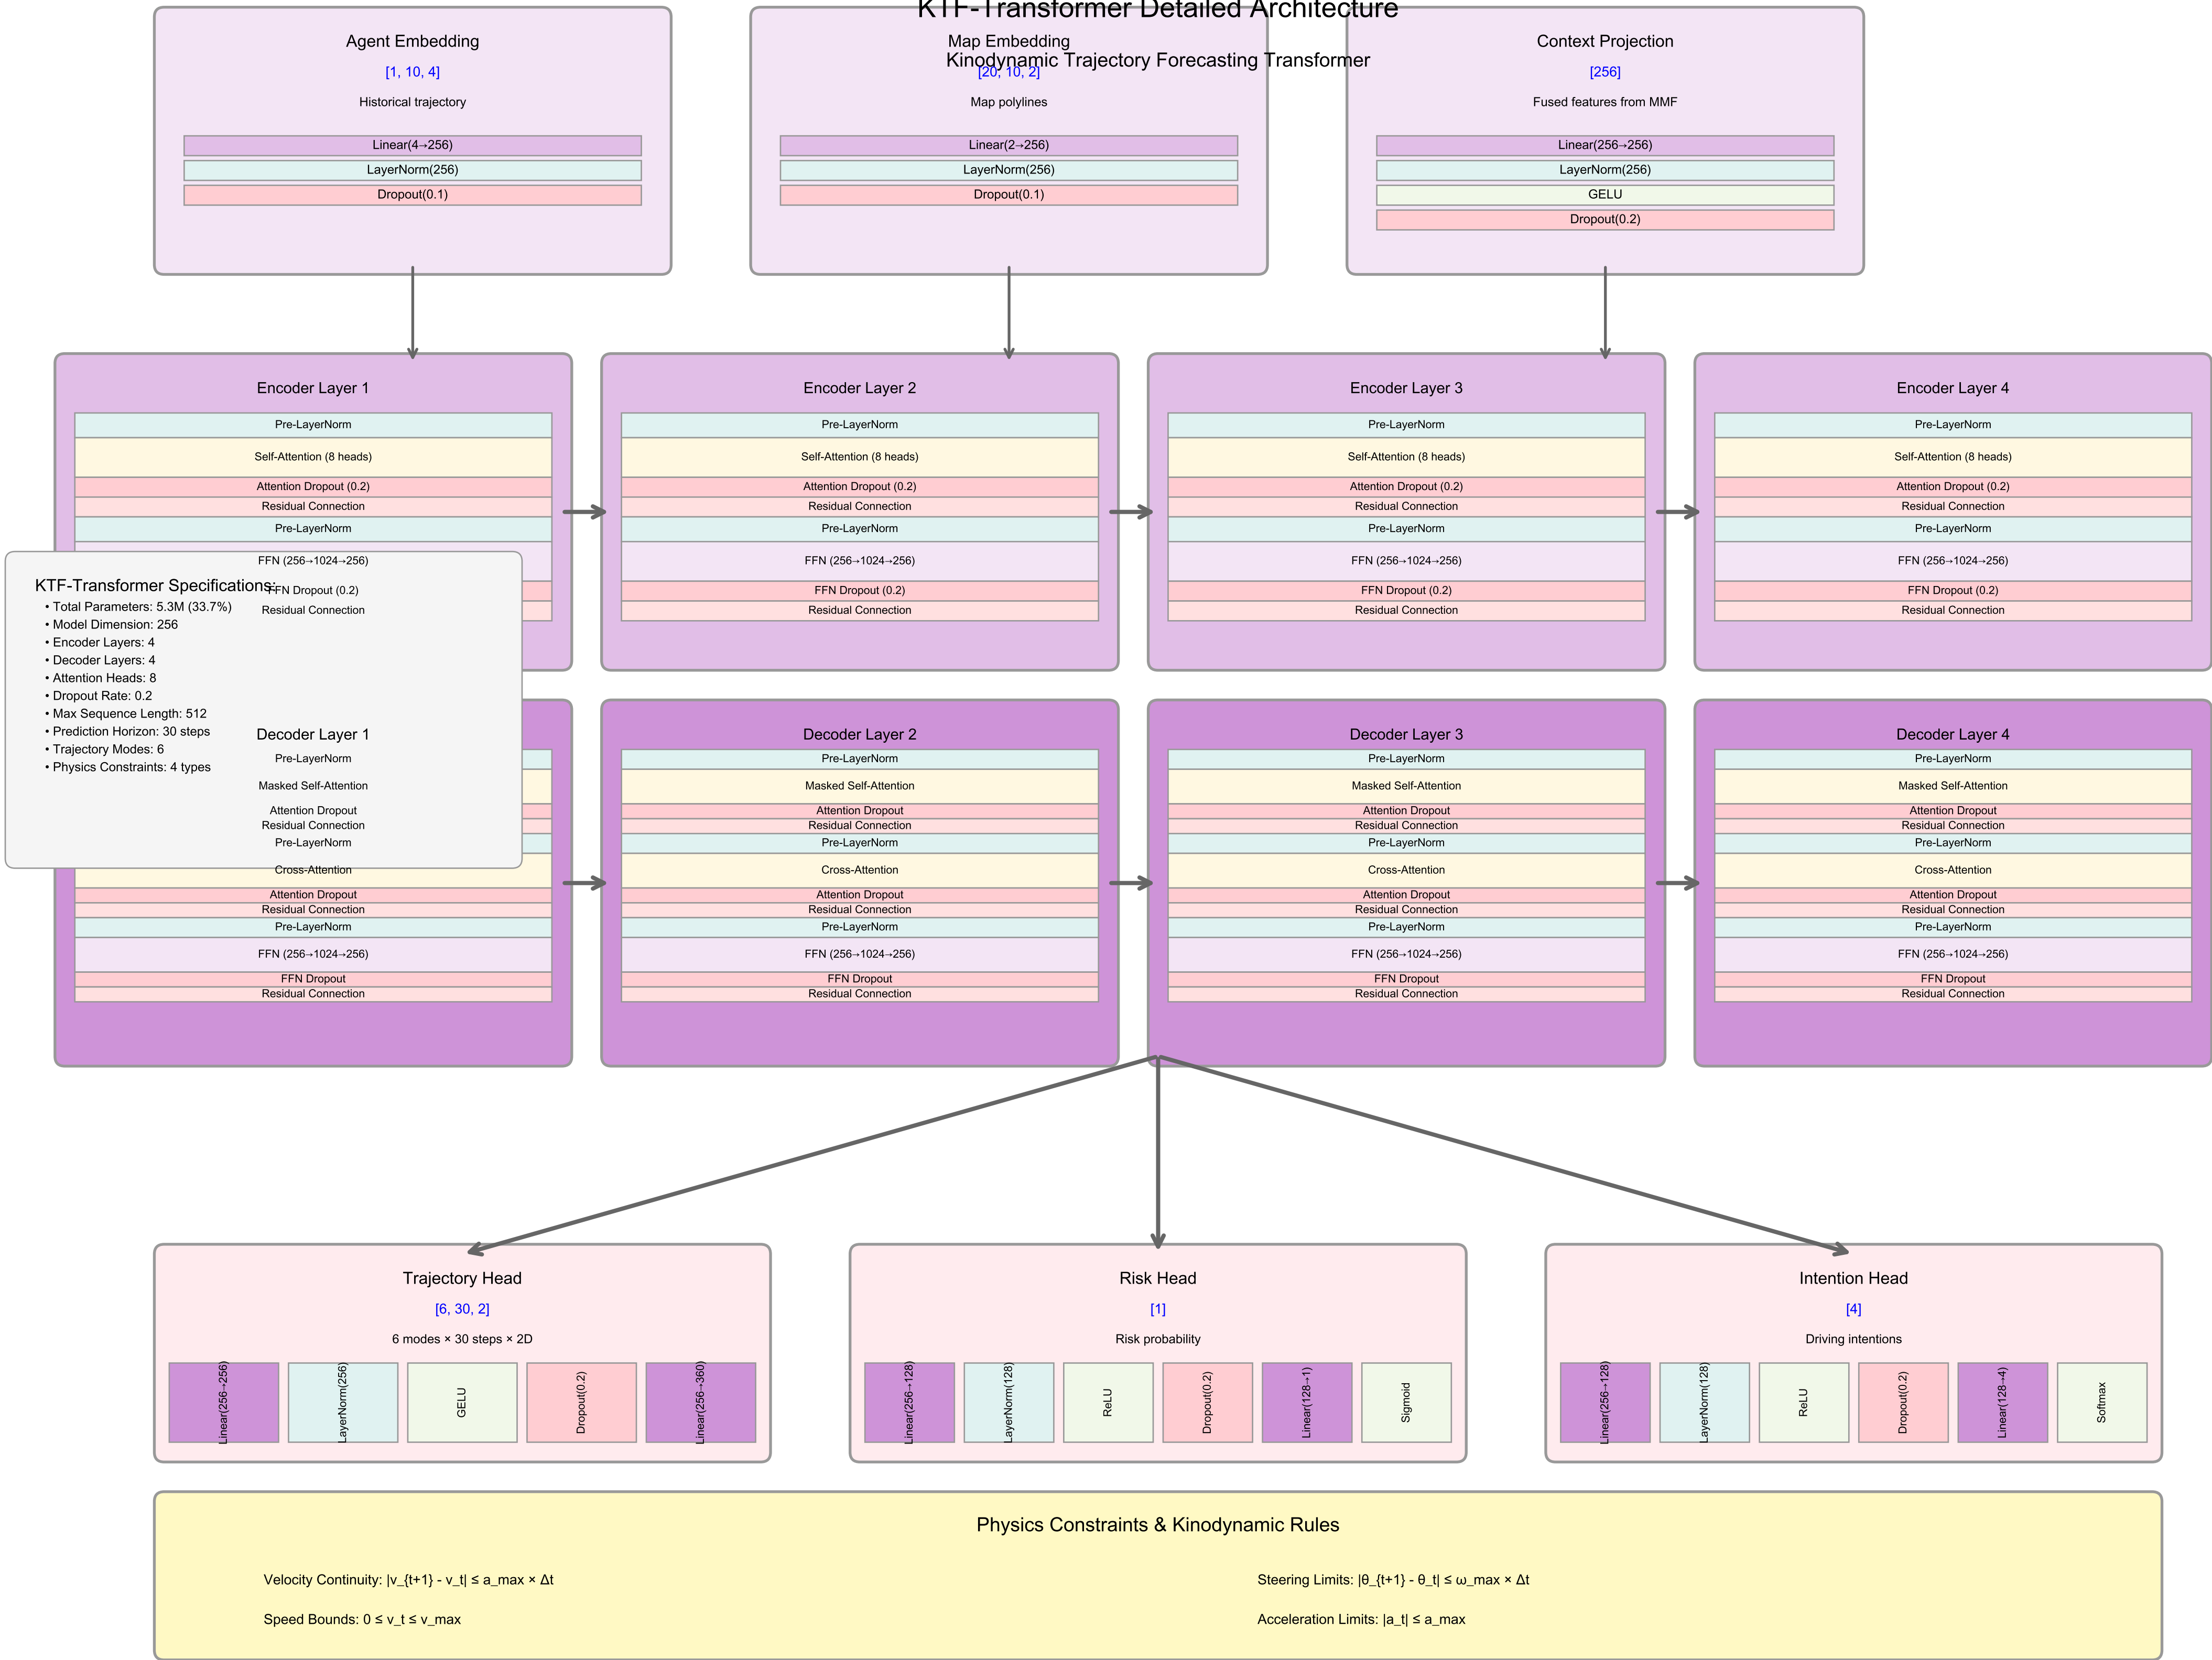 KTF-Transformer Detailed Architecture
Kinodynamic Trajectory Forecasting Transformer
Agent Embedding
[1, 10, 4]
Historical trajectory
Linear(4→256)
LayerNorm(256)
Dropout(0.1)
Map Embedding
[20, 10, 2]
Map polylines
Linear(2→256)
LayerNorm(256)
Dropout(0.1)
Context Projection
[256]
Fused features from MMF
Linear(256→256)
LayerNorm(256)
GELU
Dropout(0.2)
Encoder Layer 1
Pre-LayerNorm
Self-Attention (8 heads)
Attention Dropout (0.2)
Residual Connection
Pre-LayerNorm
FFN (256→1024→256)
FFN Dropout (0.2)
Residual Connection
Encoder Layer 2
Pre-LayerNorm
Self-Attention (8 heads)
Attention Dropout (0.2)
Residual Connection
Pre-LayerNorm
FFN (256→1024→256)
FFN Dropout (0.2)
Residual Connection
Encoder Layer 3
Pre-LayerNorm
Self-Attention (8 heads)
Attention Dropout (0.2)
Residual Connection
Pre-LayerNorm
FFN (256→1024→256)
FFN Dropout (0.2)
Residual Connection
Encoder Layer 4
Pre-LayerNorm
Self-Attention (8 heads)
Attention Dropout (0.2)
Residual Connection
Pre-LayerNorm
FFN (256→1024→256)
FFN Dropout (0.2)
Residual Connection
KTF-Transformer Specifications:
• Total Parameters: 5.3M (33.7%)
• Model Dimension: 256
• Encoder Layers: 4
• Decoder Layers: 4
• Attention Heads: 8
• Dropout Rate: 0.2
• Max Sequence Length: 512
• Prediction Horizon: 30 steps
• Trajectory Modes: 6
• Physics Constraints: 4 types
Decoder Layer 1
Pre-LayerNorm
Masked Self-Attention
Attention Dropout
Residual Connection
Pre-LayerNorm
Cross-Attention
Attention Dropout
Residual Connection
Pre-LayerNorm
FFN (256→1024→256)
FFN Dropout
Residual Connection
Decoder Layer 2
Pre-LayerNorm
Masked Self-Attention
Attention Dropout
Residual Connection
Pre-LayerNorm
Cross-Attention
Attention Dropout
Residual Connection
Pre-LayerNorm
FFN (256→1024→256)
FFN Dropout
Residual Connection
Decoder Layer 3
Pre-LayerNorm
Masked Self-Attention
Attention Dropout
Residual Connection
Pre-LayerNorm
Cross-Attention
Attention Dropout
Residual Connection
Pre-LayerNorm
FFN (256→1024→256)
FFN Dropout
Residual Connection
Decoder Layer 4
Pre-LayerNorm
Masked Self-Attention
Attention Dropout
Residual Connection
Pre-LayerNorm
Cross-Attention
Attention Dropout
Residual Connection
Pre-LayerNorm
FFN (256→1024→256)
FFN Dropout
Residual Connection
Trajectory Head
[6, 30, 2]
6 modes × 30 steps × 2D
Linear(256→256)
LayerNorm(256)
GELU
Dropout(0.2)
Linear(256→360)
Risk Head
[1]
Risk probability
Linear(256→128)
LayerNorm(128)
ReLU
Dropout(0.2)
Linear(128→1)
Sigmoid
Intention Head
[4]
Driving intentions
Linear(256→128)
LayerNorm(128)
ReLU
Dropout(0.2)
Linear(128→4)
Softmax
Physics Constraints & Kinodynamic Rules
Velocity Continuity: |v_{t+1} - v_t| ≤ a_max × Δt
Steering Limits: |θ_{t+1} - θ_t| ≤ ω_max × Δt
Speed Bounds: 0 ≤ v_t ≤ v_max
Acceleration Limits: |a_t| ≤ a_max